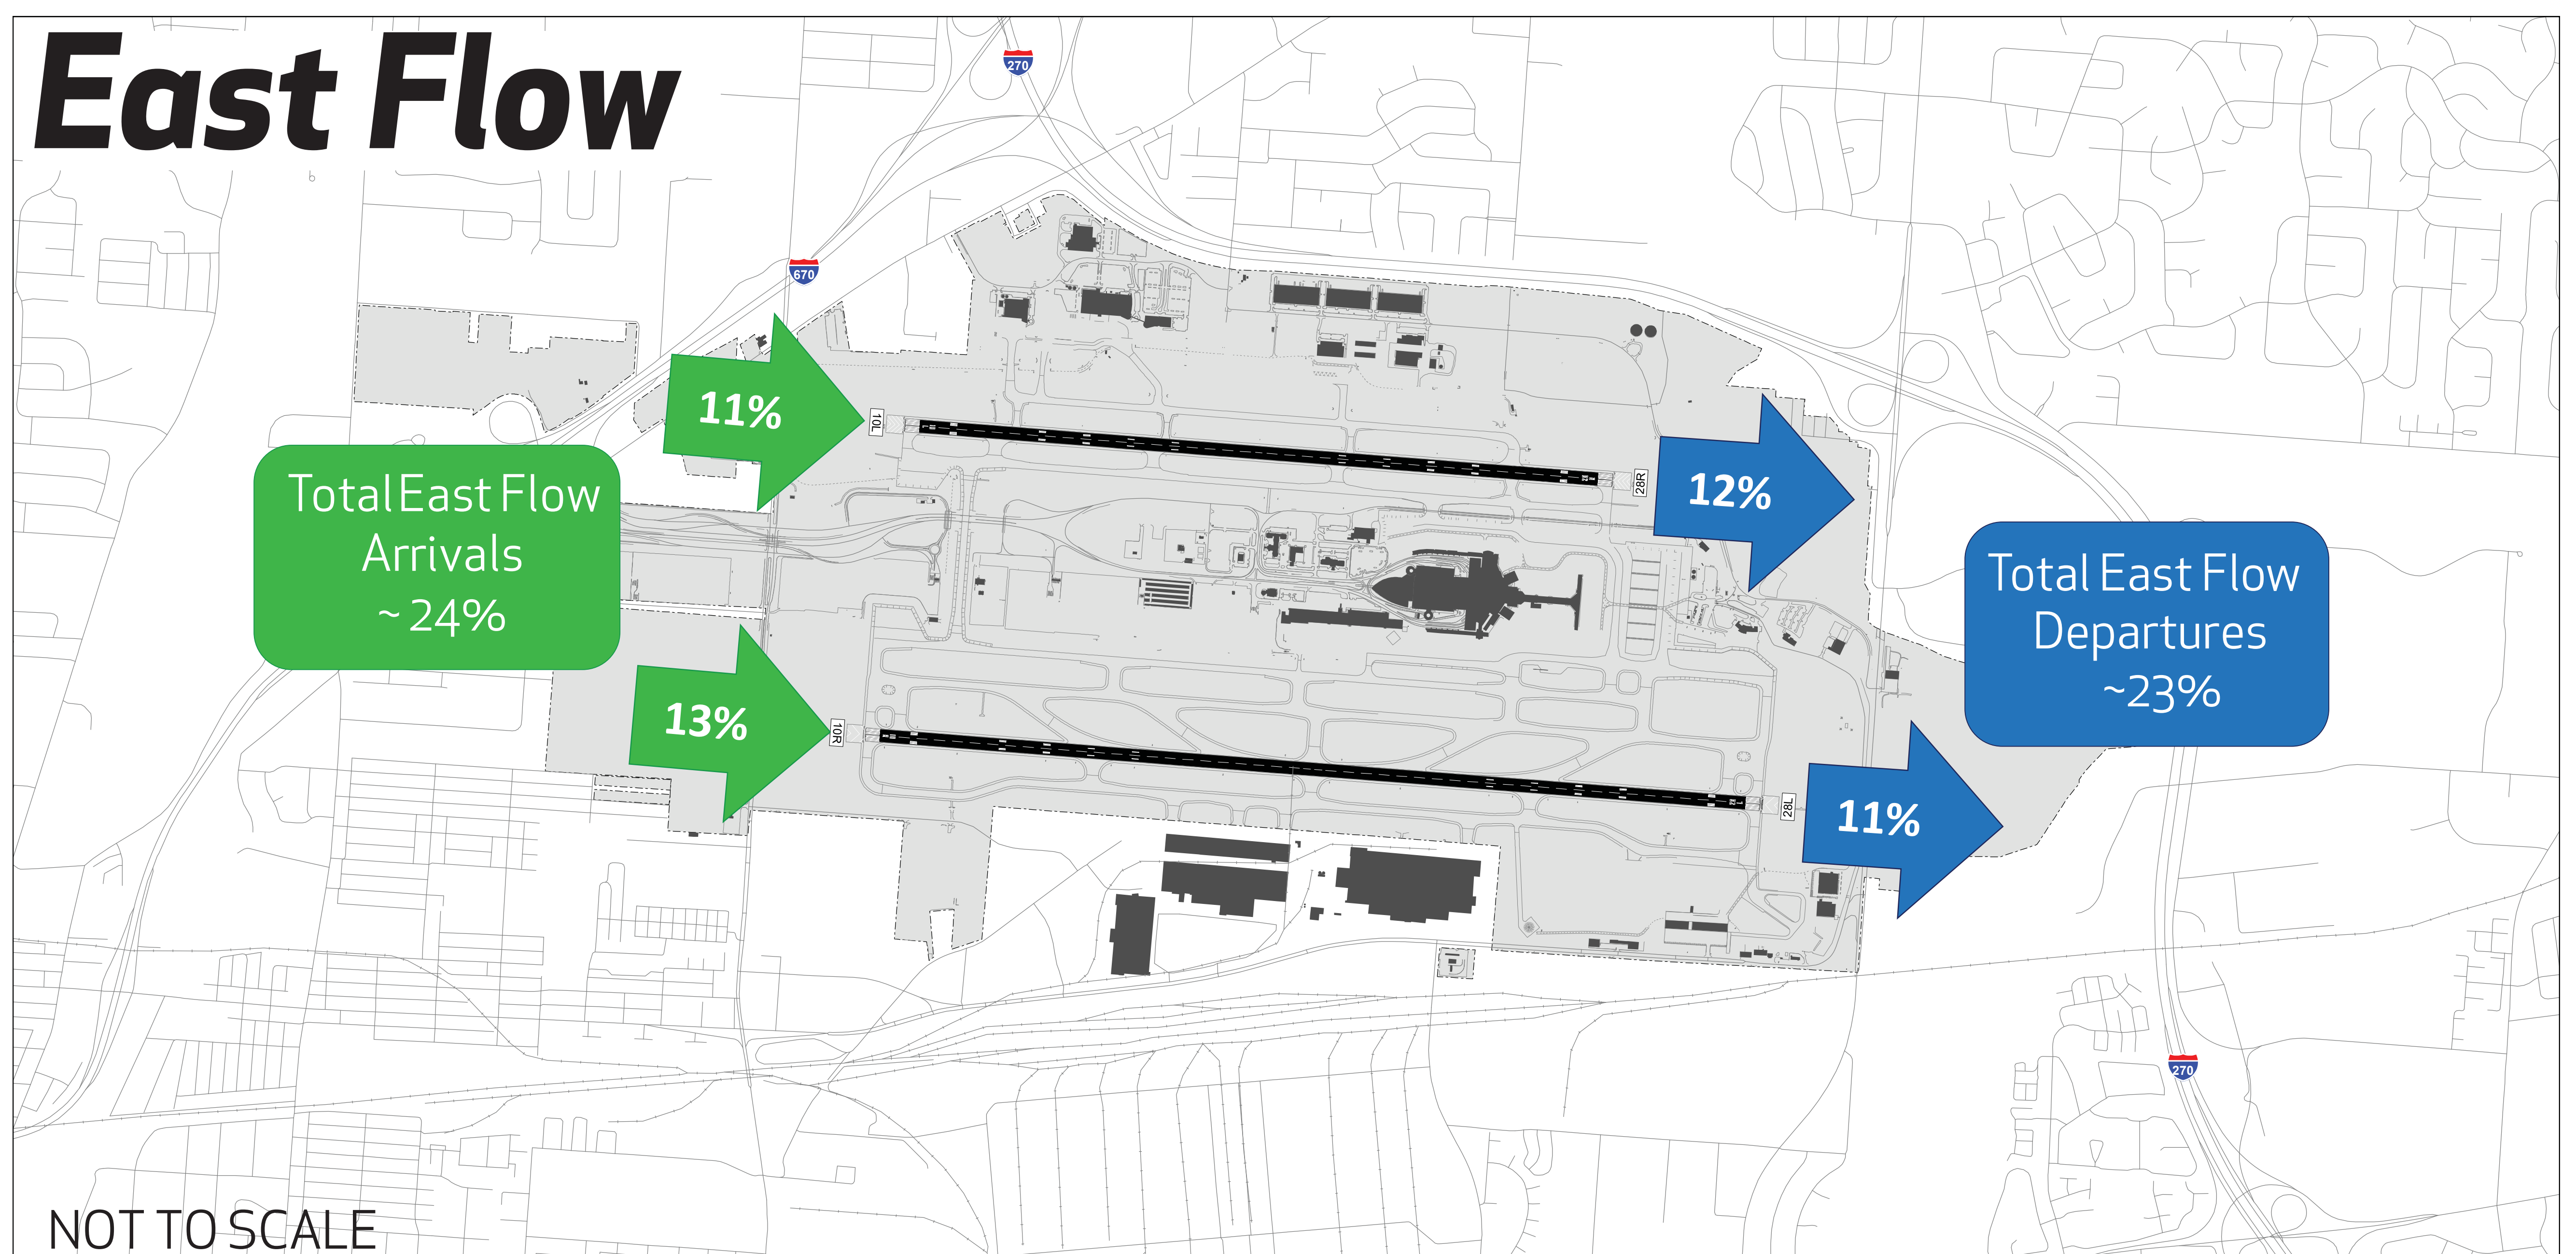 East Flow
270
670
11%
10L
28R
12%
Total East Flow
Arrivals
~24%
Total East Flow
Departures
~23%
13%
10R
28L
11%
270
NOT TO SCALE